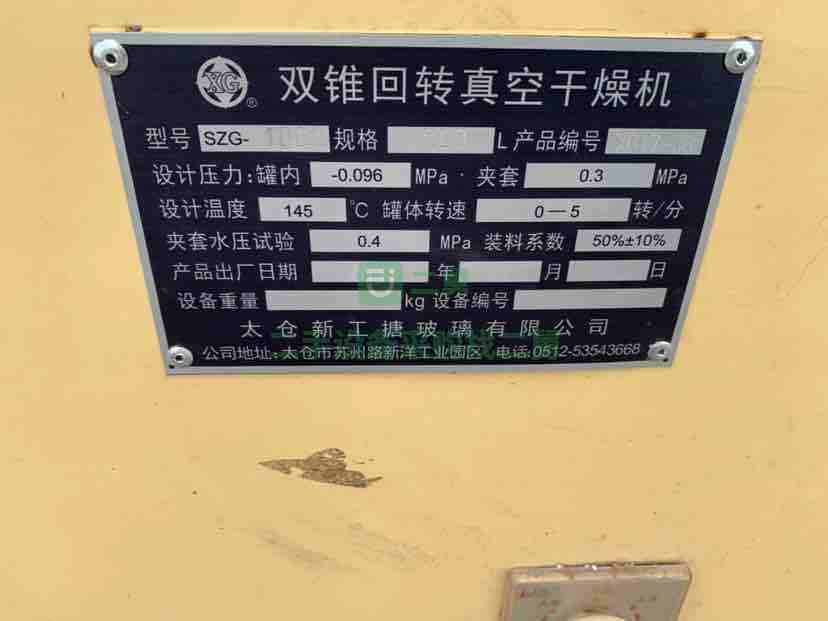 XG ® 双锥回转真空干燥机
型号 SZG- 规格 L 产品编号
设计压力:罐内 -0.096 MPa 夹套 0.3 MPa
设计温度 145 ℃ 罐体转速 0—5 转/分
夹套水压试验 0.4 MPa 装料系数 50%±10%
产品出厂日期 年 月 日
设备重量 kg 设备编号
太仓新工搪玻璃有限公司
公司地址:太仓市苏州路新洋工业园区 电话:0512-53543668